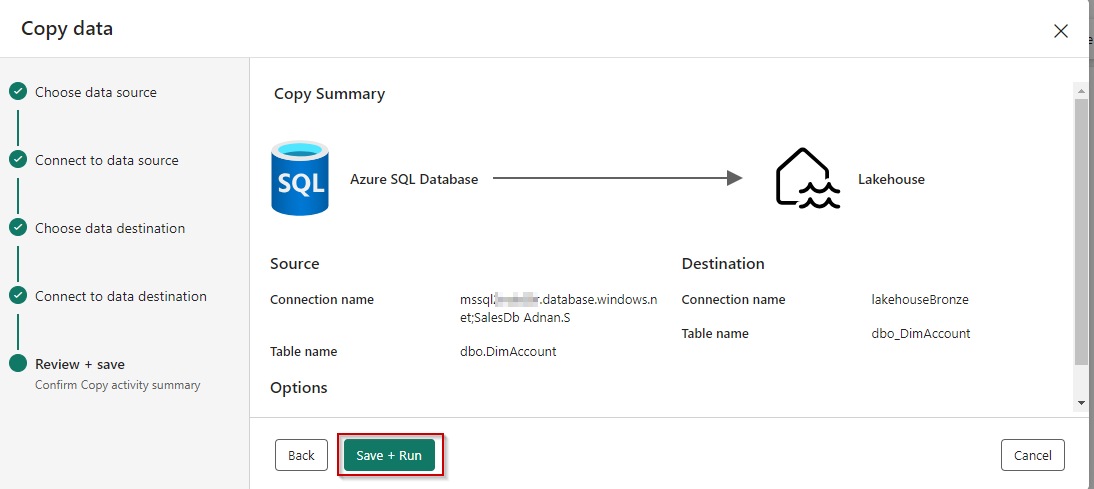 Copy data
Choose data source
Connect to data source
Choose data destination
Connect to data destination
Review + save
Confirm Copy activity summary
Copy Summary
SQL
Azure SQL Database
Lakehouse
Source
Connection name
mssql .database.windows.n
et;SalesDb Adnan.S
Table name
dbo.DimAccount
Options
Destination
Connection name
lakehouseBronze
Table name
dbo_DimAccount
Back
Save + Run
Cancel